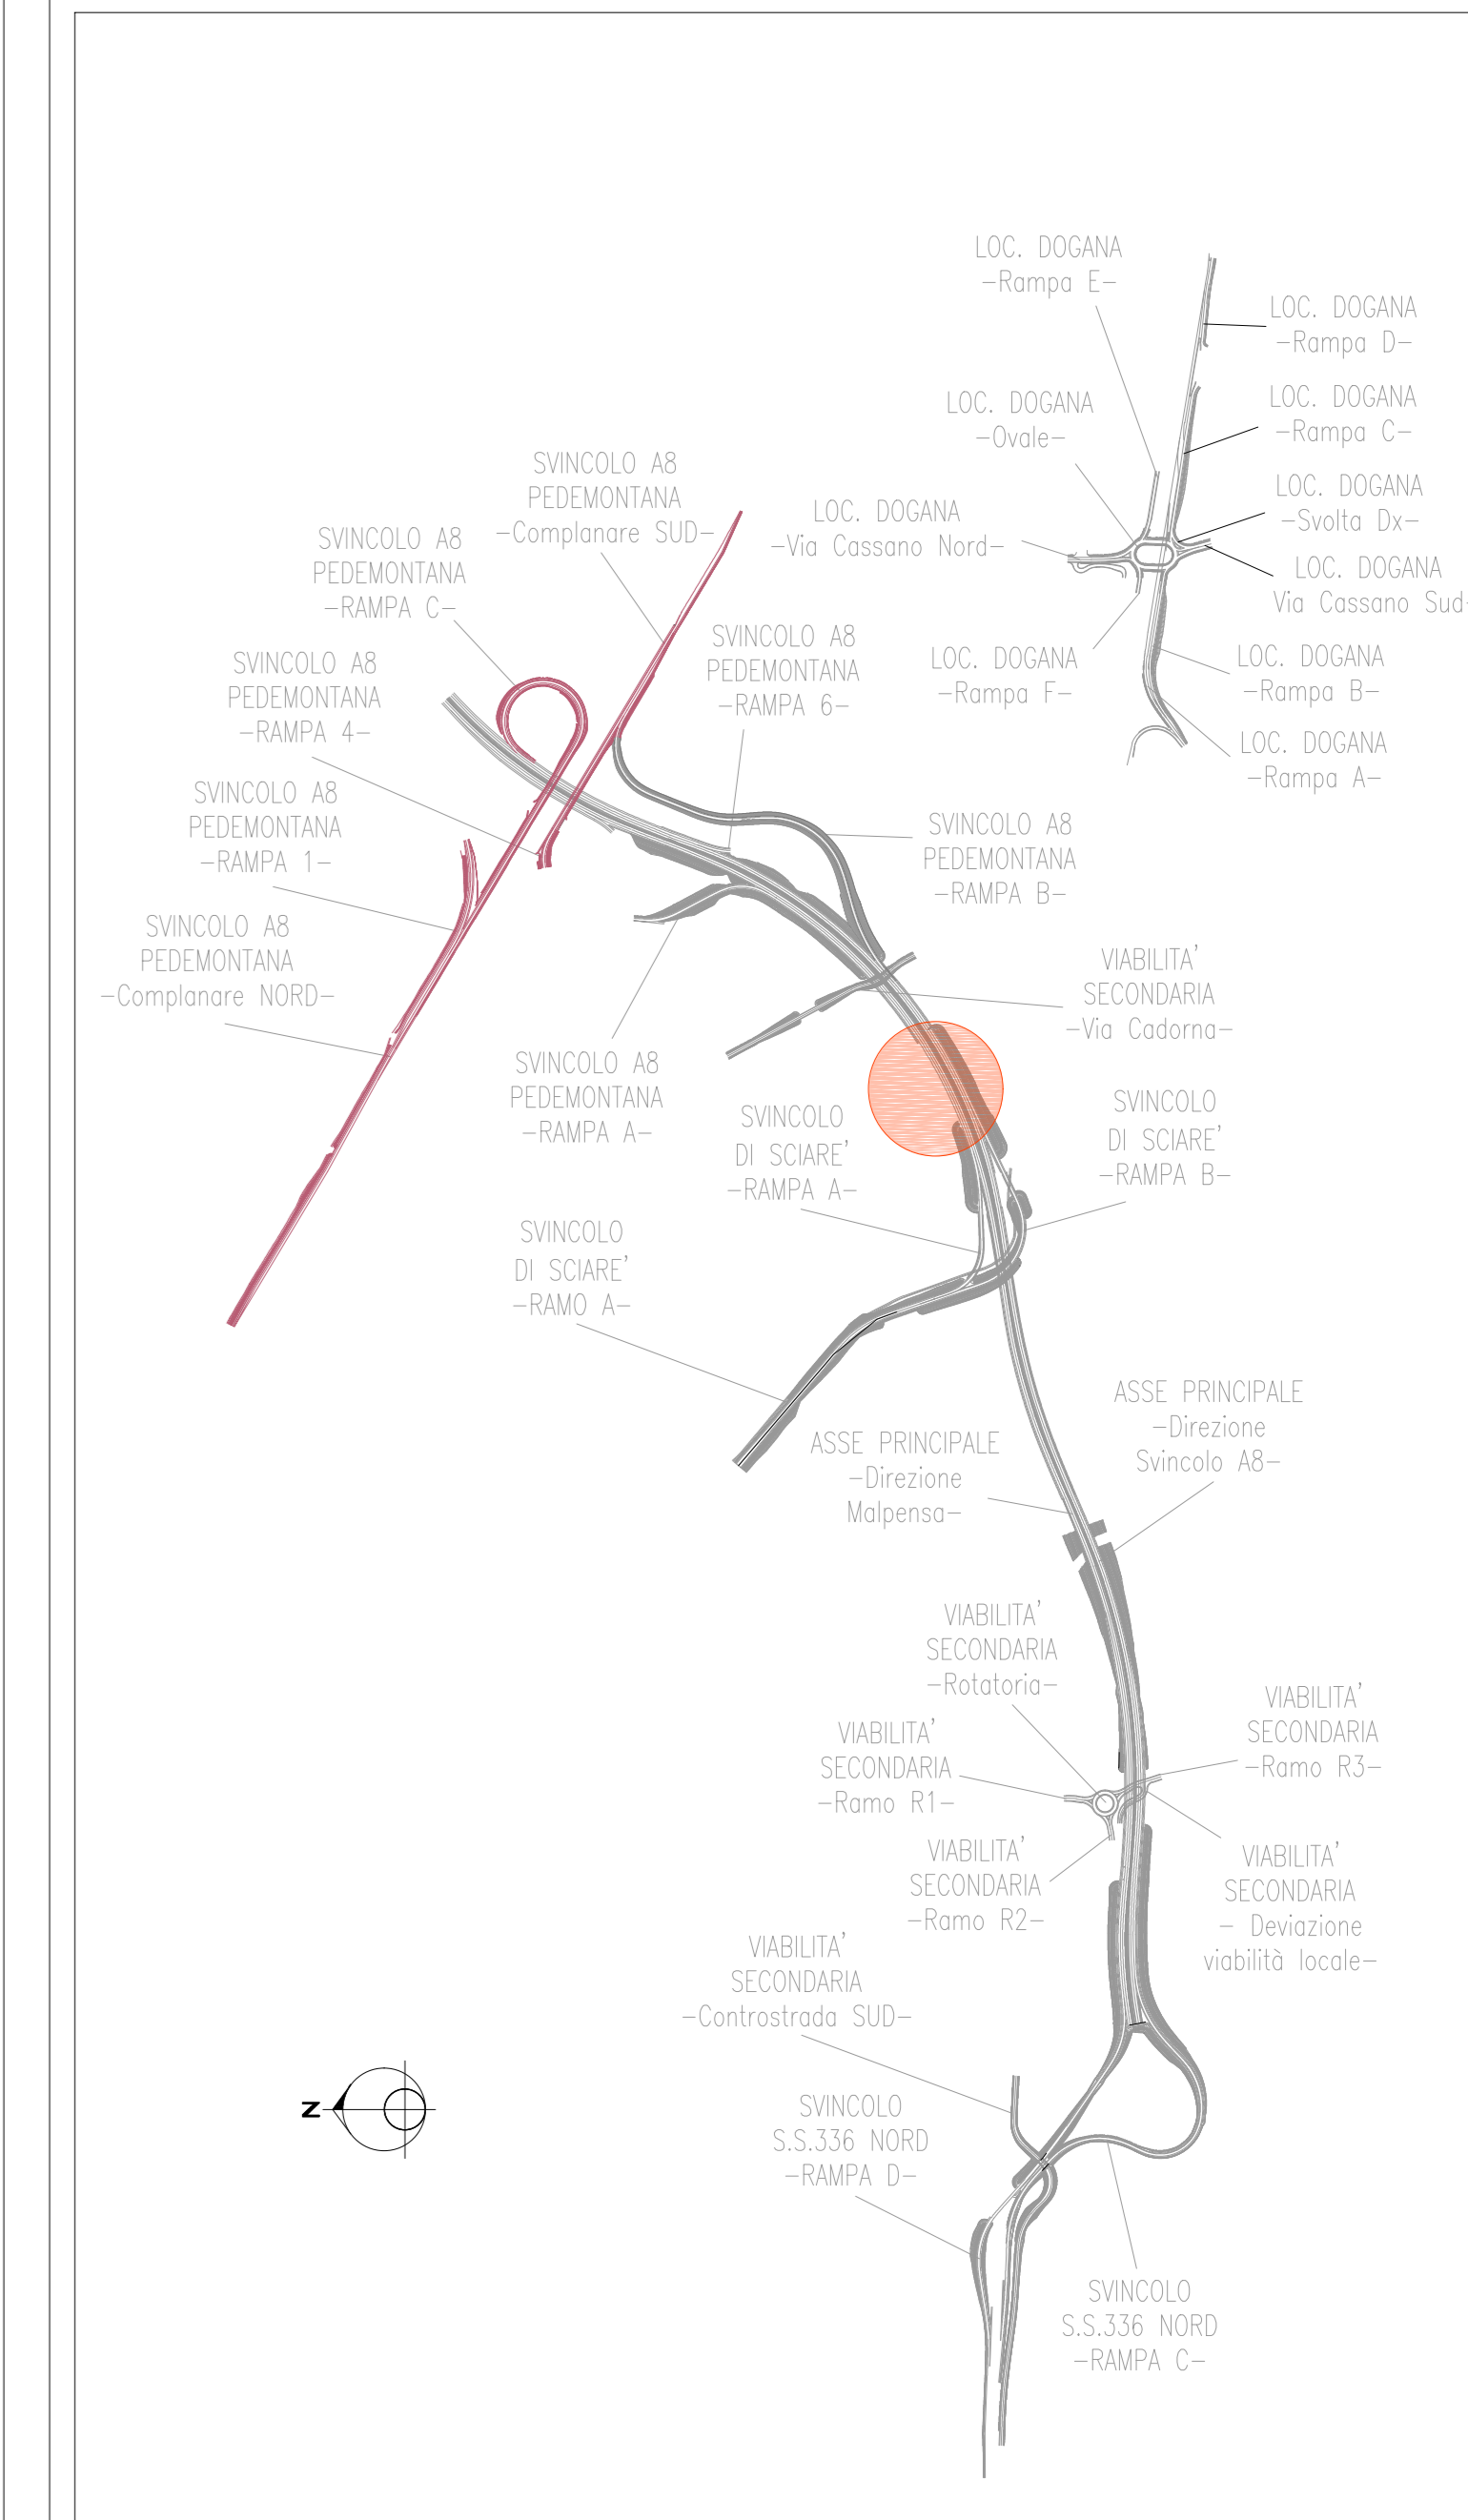 LOC. DOGANA
-Rampa E-
LOC. DOGANA
-Rampa D-
LOC. DOGANA
-Ovale-
LOC. DOGANA
-Rampa C-
SVINCOLO A8
PEDEMONTANA
-Complanare SUD-
LOC. DOGANA
-Svolta Dx-
LOC. DOGANA
-Via Cassano Nord-
SVINCOLO A8
PEDEMONTANA
-RAMPA C-
LOC. DOGANA
Via Cassano Sud-
SVINCOLO A8
PEDEMONTANA
-RAMPA 6-
LOC. DOGANA
-Rampa F-
LOC. DOGANA
-Rampa B-
SVINCOLO A8
PEDEMONTANA
-RAMPA 4-
LOC. DOGANA
-Rampa A-
SVINCOLO A8
PEDEMONTANA
-RAMPA 1-
SVINCOLO A8
PEDEMONTANA
-RAMPA B-
SVINCOLO A8
PEDEMONTANA
-Complanare NORD-
VIABILITA'
SECONDARIA
-Via Cadorna-
SVINCOLO A8
PEDEMONTANA
-RAMPA A-
SVINCOLO
DI SCIARE'
-RAMPA A-
SVINCOLO
DI SCIARE'
-RAMPA B-
SVINCOLO
DI SCIARE'
-RAMO A-
ASSE PRINCIPALE
-Direzione
Svincolo A8-
ASSE PRINCIPALE
-Direzione
Malpensa-
VIABILITA'
SECONDARIA
-Rotatoria-
VIABILITA'
SECONDARIA
-Ramo R3-
VIABILITA'
SECONDARIA
-Ramo R1-
VIABILITA'
SECONDARIA
-Ramo R2-
VIABILITA'
SECONDARIA
- Deviazione
viabilità locale-
VIABILITA'
SECONDARIA
-Controstrada SUD-
N
SVINCOLO
S.S.336 NORD
-RAMPA D-
SVINCOLO
S.S.336 NORD
-RAMPA C-